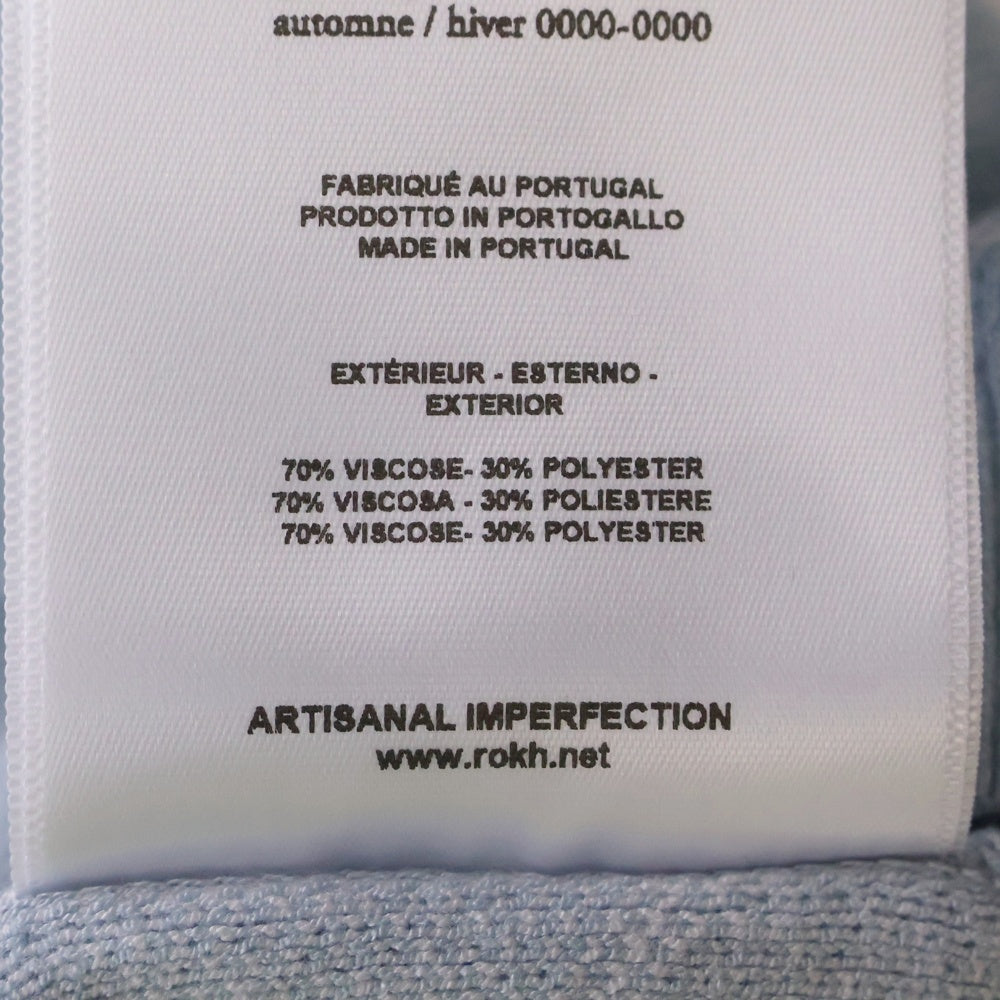 automne / hiver 0000-0000
FABRIQUÉ AU PORTUGAL
PRODOTTO IN PORTOGALLO
MADE IN PORTUGAL
EXTÉRIEUR - ESTERNO -
EXTERIOR
70% VISCOSE- 30% POLYESTER
70% VISCOSA - 30% POLIESTERE
70% VISCOSE- 30% POLYESTER
ARTISANAL IMPERFECTION
www.rokh.net